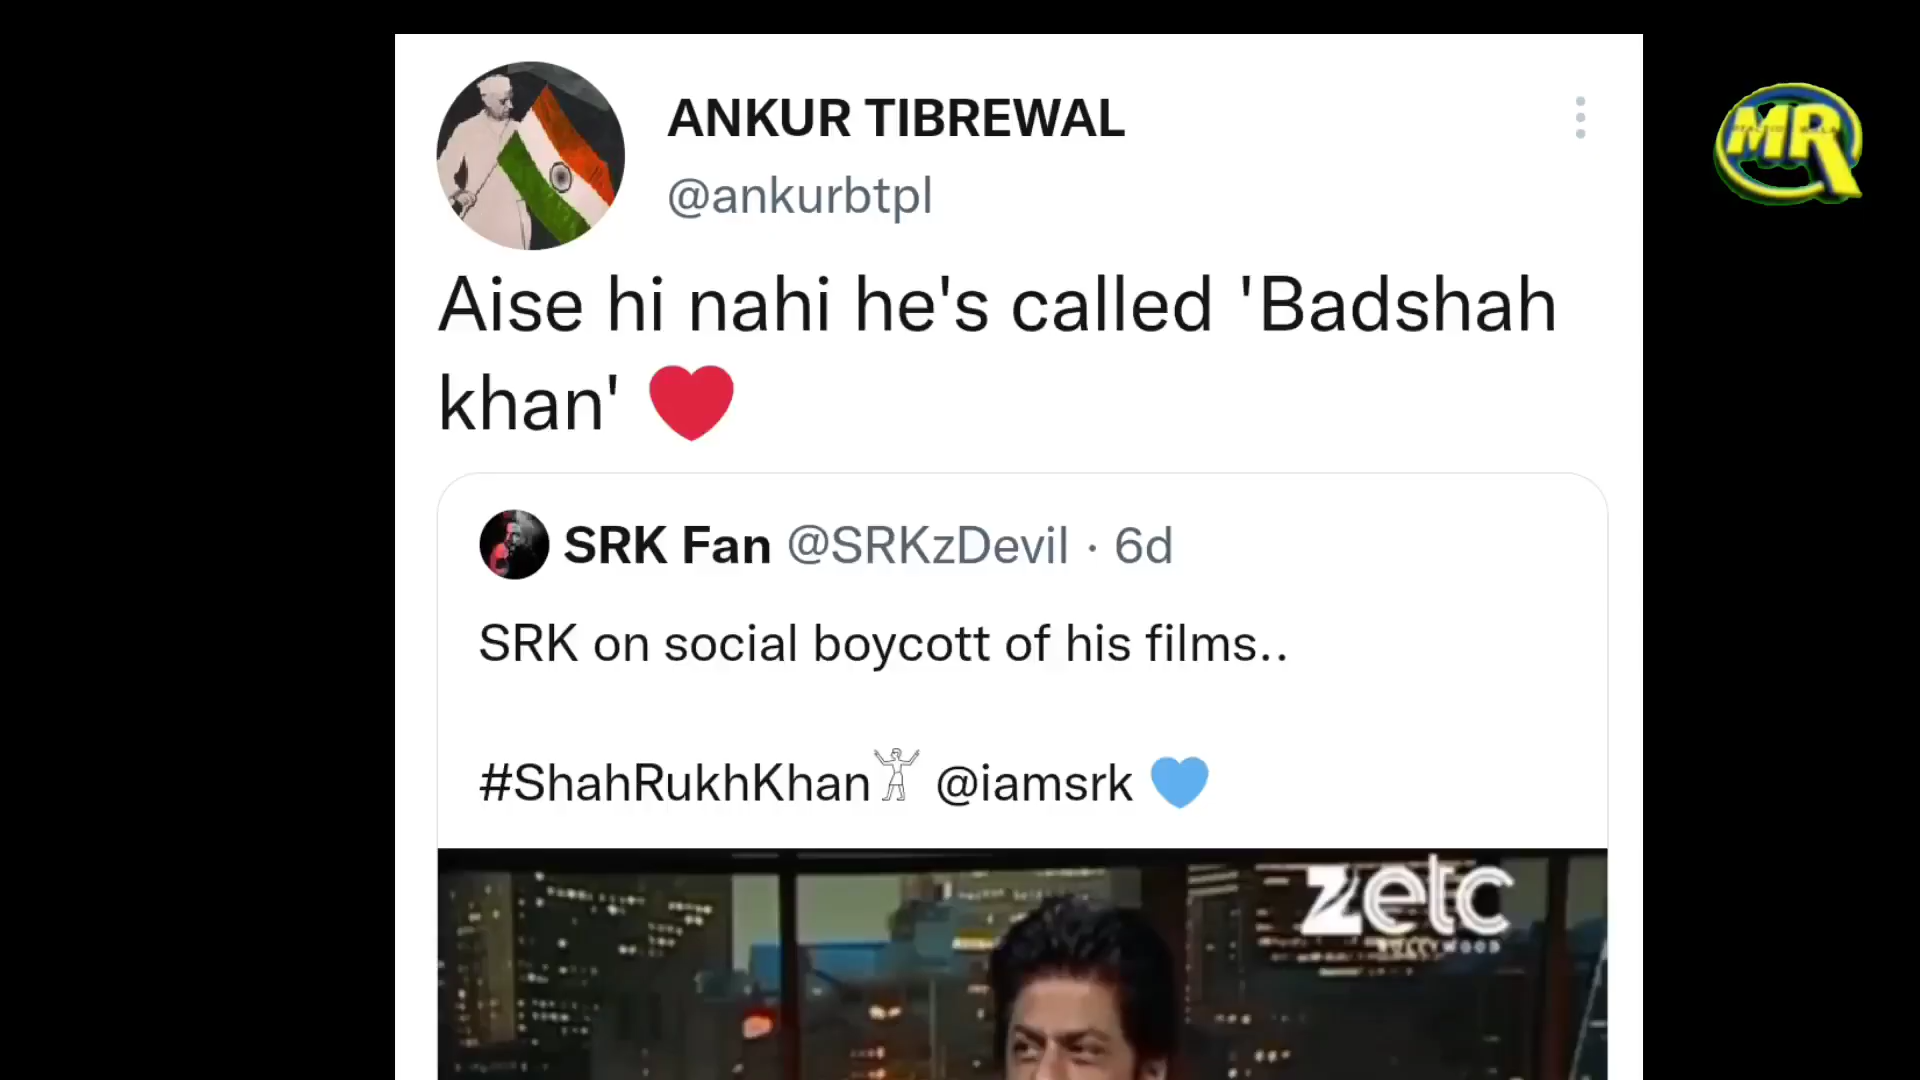 ANKUR TIBREWAL
@ankurbtpl
MR
Aise hi nahi he's called 'Badshah
khan' ❤️
SRK Fan @SRKzDevil · 6d
SRK on social boycott of his films..
#ShahRukhKhan @iamsrk 💙
zetc
BOLLYWOOD